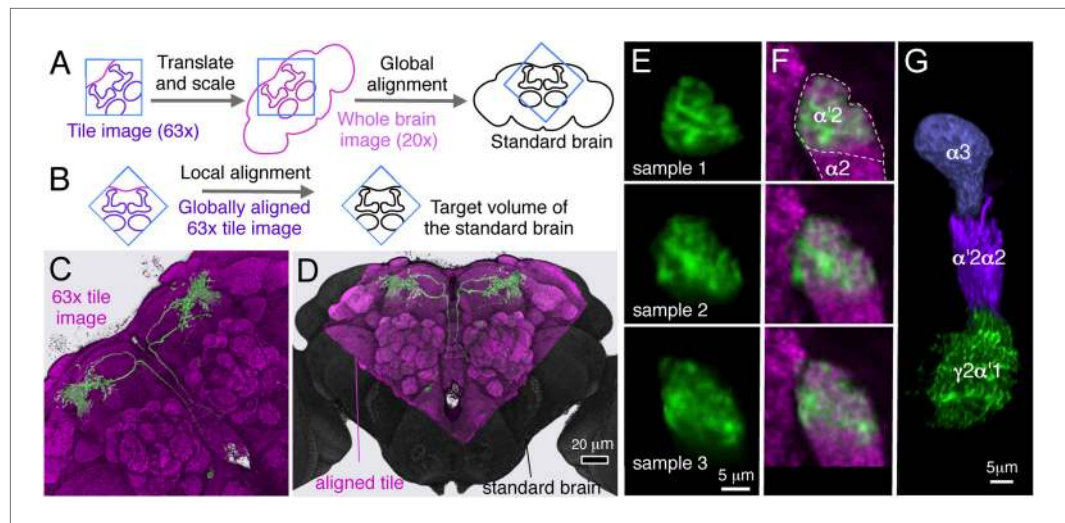 A
Translate
and scale
Global
alignment
Tile image (63x)
Whole brain
image (20x)
Standard brain
B
Local alignment
Globally aligned
63x tile image
Target volume of
the standard brain
C
63x tile
image
D
20 μm
aligned tile
standard brain
E
sample 1
sample 2
sample 3
5 μm
F
α'2
α2
G
α3
α'2α2
γ2α'1
5μm